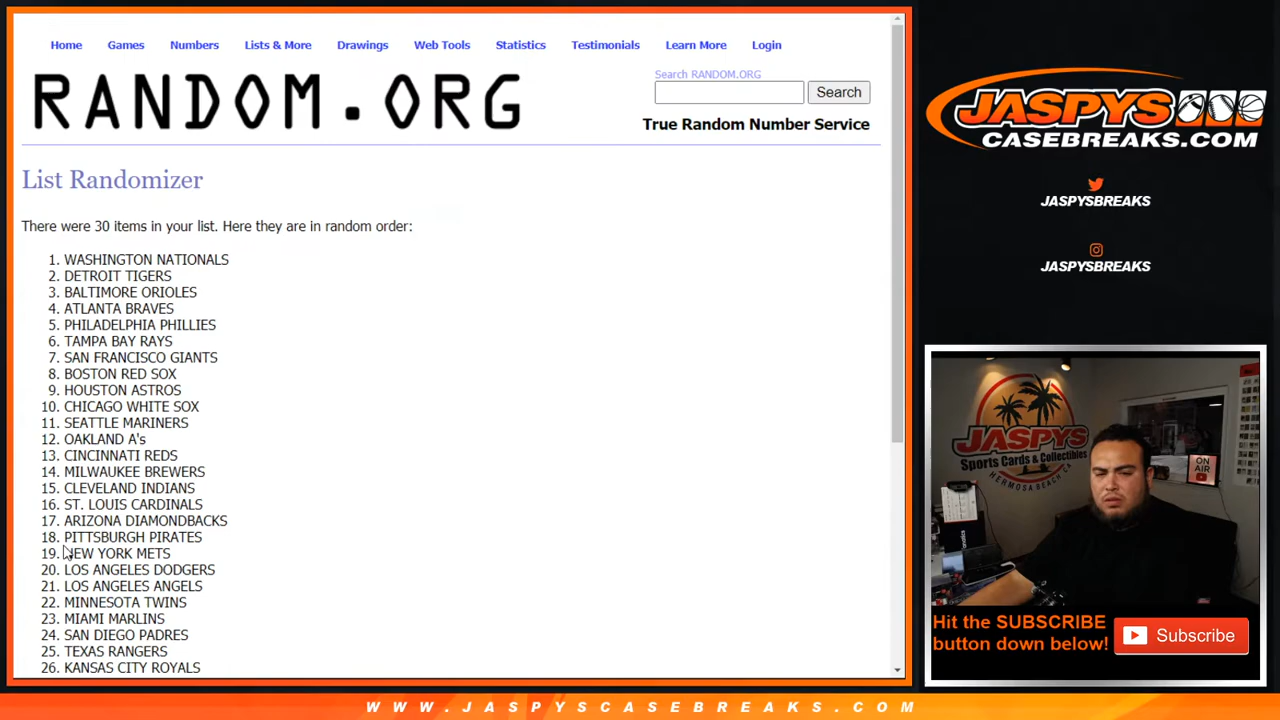 Home Games Numbers Lists & More Drawings Web Tools Statistics Testimonials Learn More Login
RANDOM.ORG
Search RANDOM.ORG
Search
True Random Number Service
List Randomizer
There were 30 items in your list. Here they are in random order:
1. WASHINGTON NATIONALS
2. DETROIT TIGERS
3. BALTIMORE ORIOLES
4. ATLANTA BRAVES
5. PHILADELPHIA PHILLIES
6. TAMPA BAY RAYS
7. SAN FRANCISCO GIANTS
8. BOSTON RED SOX
9. HOUSTON ASTROS
10. CHICAGO WHITE SOX
11. SEATTLE MARINERS
12. OAKLAND A's
13. CINCINNATI REDS
14. MILWAUKEE BREWERS
15. CLEVELAND INDIANS
16. ST. LOUIS CARDINALS
17. ARIZONA DIAMONDBACKS
18. PITTSBURGH PIRATES
19. NEW YORK METS
20. LOS ANGELES DODGERS
21. LOS ANGELES ANGELS
22. MINNESOTA TWINS
23. MIAMI MARLINS
24. SAN DIEGO PADRES
25. TEXAS RANGERS
26. KANSAS CITY ROYALS
JASPYS
CASEBREAKS.COM
JASPYSBREAKS
JASPYSBREAKS
JASPYS
Sports Cards & Collectibles
HERMOSA BEACH CA
ON
AIR
Hit the SUBSCRIBE
button down below!
Subscribe
WWW.JASPYSCASEBREAKS.COM